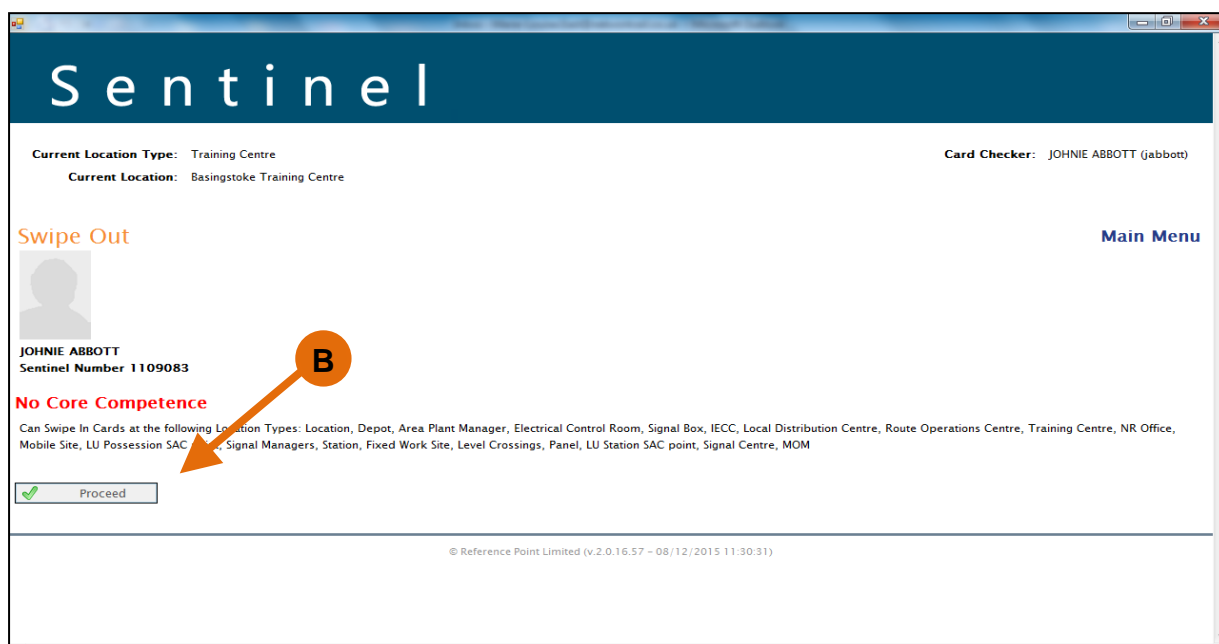 Sentinel
Current Location Type: Training Centre
Card Checker: JOHNIE ABBOTT (jabbott)
Current Location: Basingstoke Training Centre
Swipe Out
Main Menu
JOHNIE ABBOTT
Sentinel Number 1109083
B
No Core Competence
Can Swipe In Cards at the following Location Types: Location, Depot, Area Plant Manager, Electrical Control Room, Signal Box, IECC, Local Distribution Centre, Route Operations Centre, Training Centre, NR Office,
Mobile Site, LU Possession SAC Signal Managers, Station, Fixed Work Site, Level Crossings, Panel, LU Station SAC point, Signal Centre, MOM
Proceed
© Reference Point Limited (v.2.0.16.57 – 08/12/2015 11:30:31)